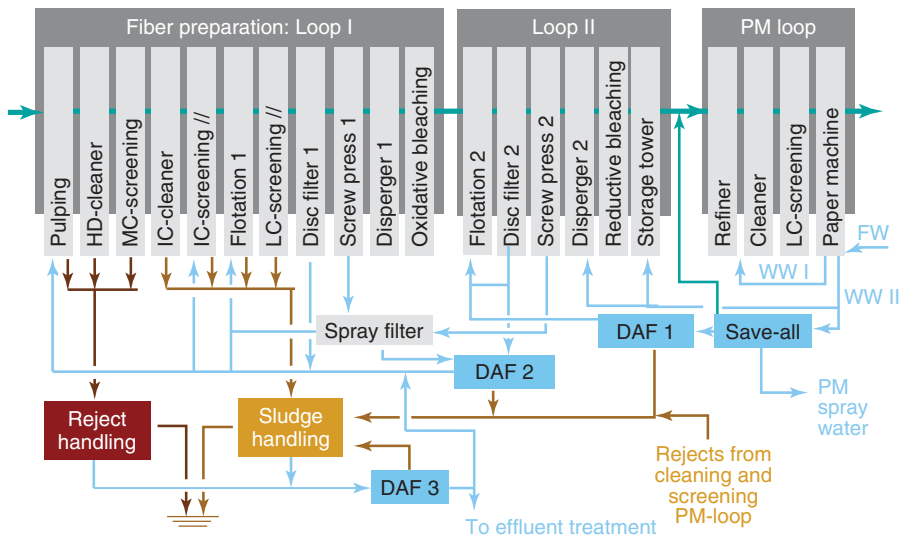 Fiber preparation: Loop I
Loop II
PM loop
Pulping
HD-cleaner
MC-screening
IC-cleaner
IC-screening //
Flotation 1
LC-screening //
Disc filter 1
Screw press 1
Disperger 1
Oxidative bleaching
Flotation 2
Disc filter 2
Screw press 2
Disperger 2
Reductive bleaching
Storage tower
Refiner
Cleaner
LC-screening
Paper machine
FW
WW I
WW II
Spray filter
DAF 1
Save-all
DAF 2
PM
spray
water
Reject
handling
Sludge
handling
DAF 3
Rejects from
cleaning and
screening
PM-loop
To effluent treatment